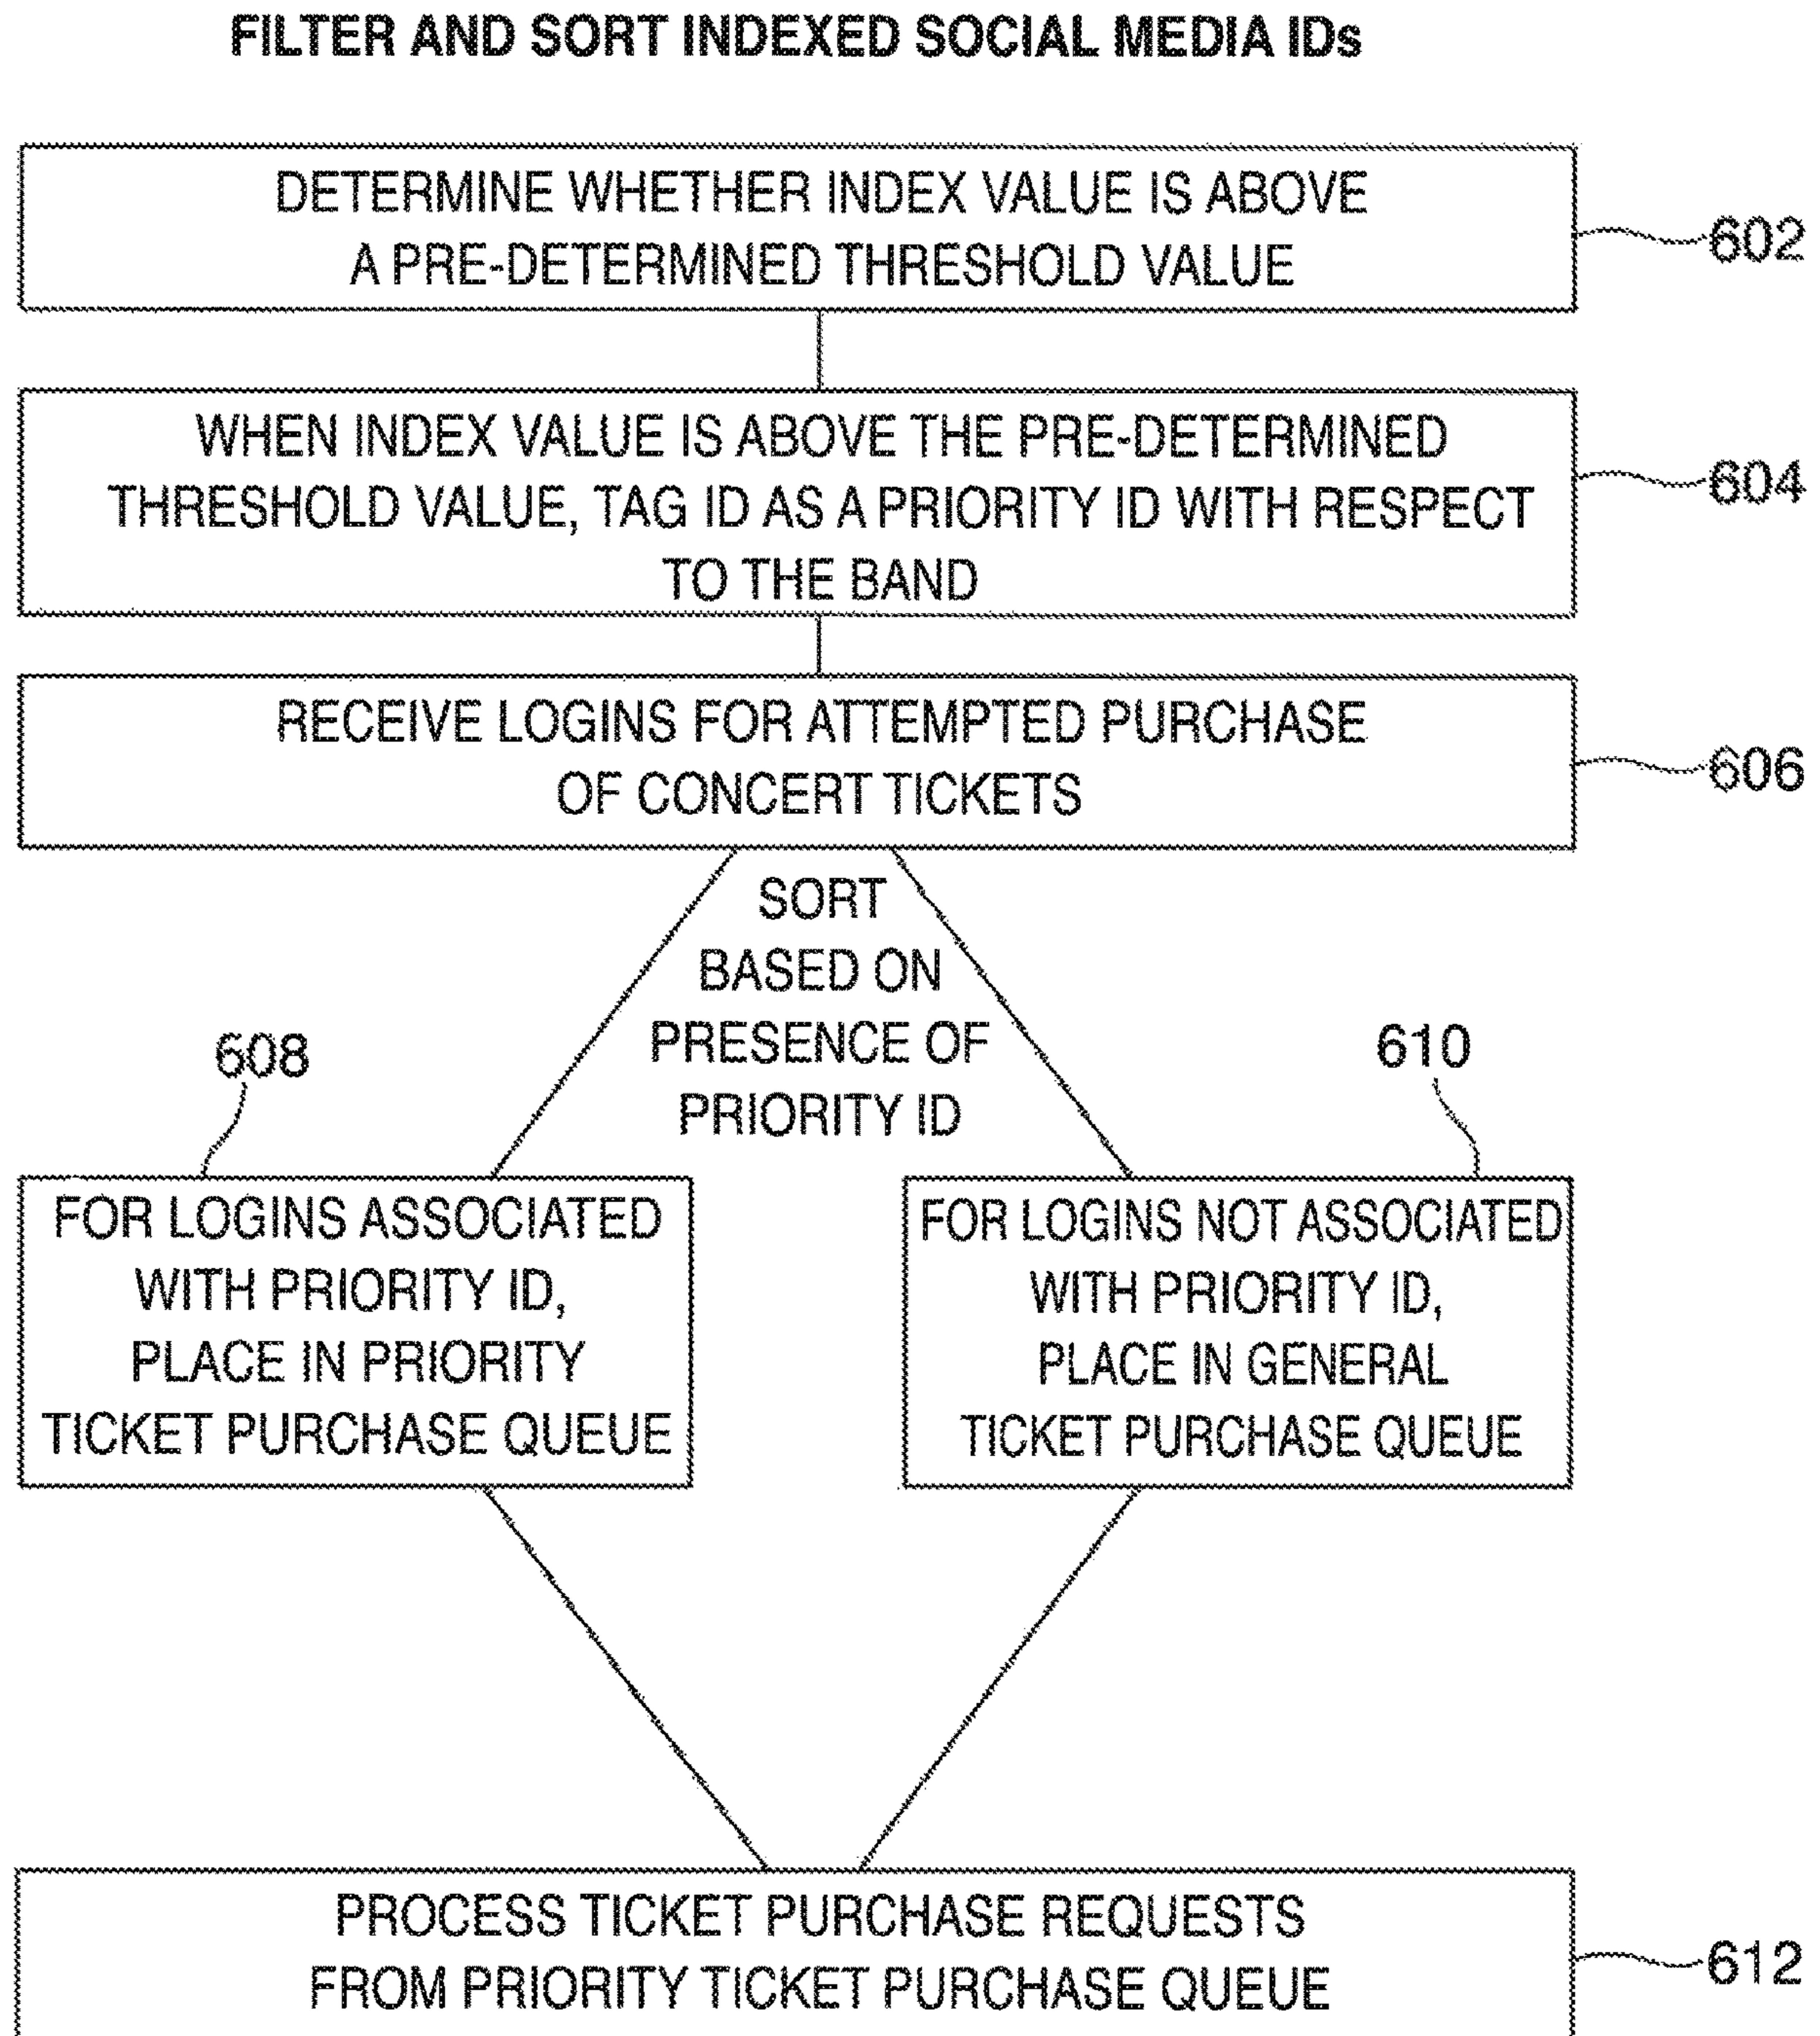 FILTER AND SORT INDEXED SOCIAL MEDIA IDs
DETERMINE WHETHER INDEX VALUE IS ABOVE
A PRE-DETERMINED THRESHOLD VALUE
602
WHEN INDEX VALUE IS ABOVE THE PRE-DETERMINED
THRESHOLD VALUE, TAG ID AS A PRIORITY ID WITH RESPECT
TO THE BAND
604
RECEIVE LOGINS FOR ATTEMPTED PURCHASE
OF CONCERT TICKETS
606
SORT
BASED ON
PRESENCE OF
PRIORITY ID
608
610
FOR LOGINS ASSOCIATED
WITH PRIORITY ID,
PLACE IN PRIORITY
TICKET PURCHASE QUEUE
FOR LOGINS NOT ASSOCIATED
WITH PRIORITY ID,
PLACE IN GENERAL
TICKET PURCHASE QUEUE
PROCESS TICKET PURCHASE REQUESTS
FROM PRIORITY TICKET PURCHASE QUEUE
612